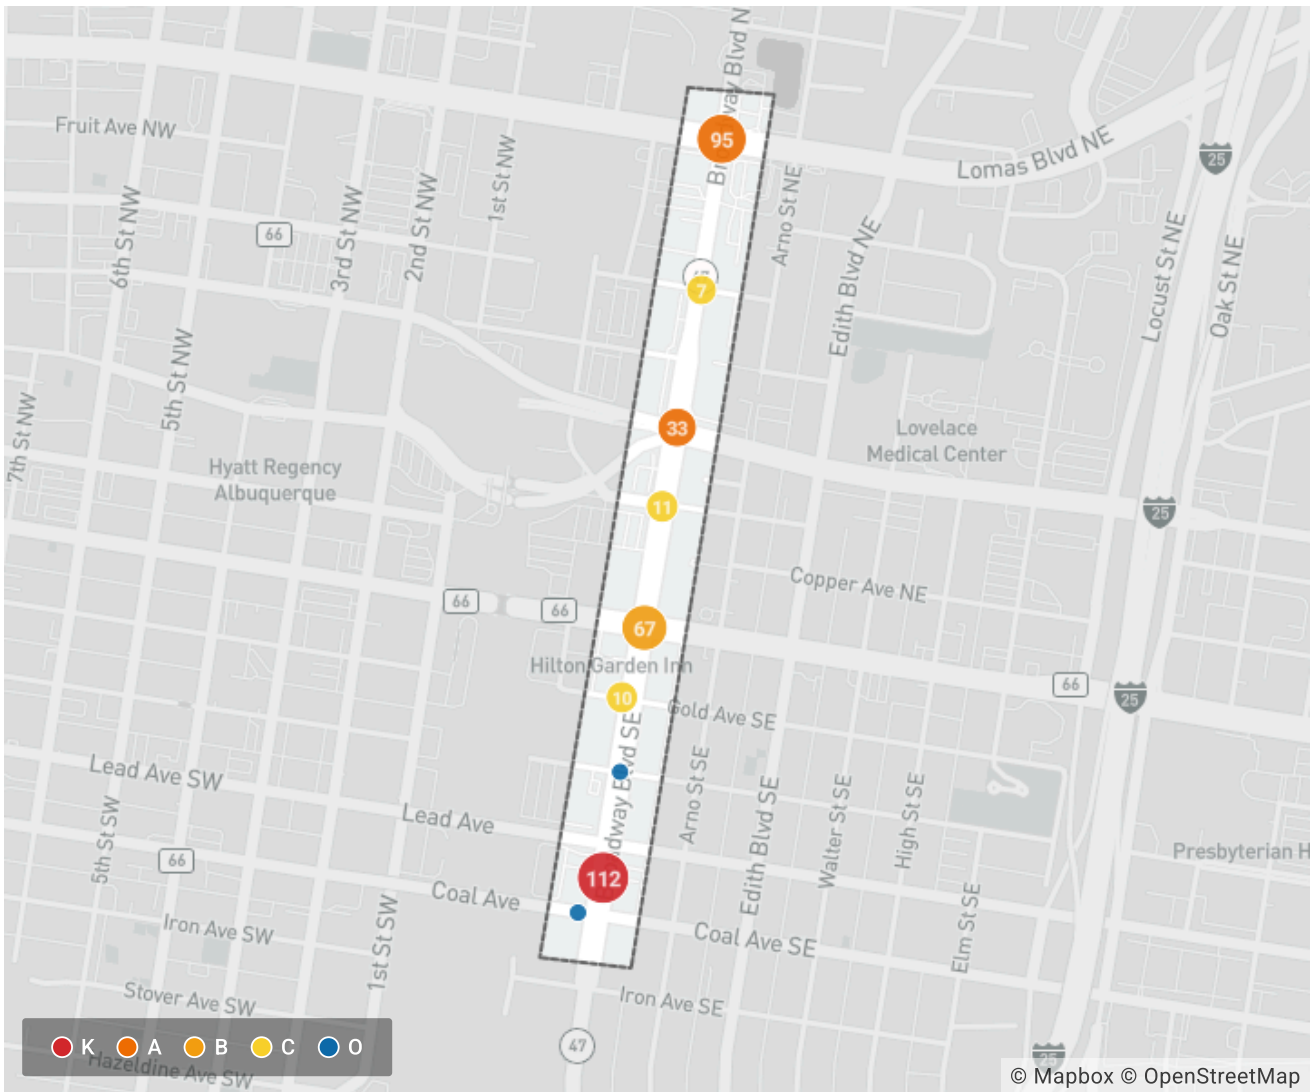 Broadway Blvd N
Fruit Ave NW
95
Lomas Blvd NE
25
1st St NW
Arno St NE
6th St NW
66
3rd St NW
2nd St NW
Edith Blvd NE
Locust St NE
Oak St NE
7
5th St NW
7th St NW
33
Lovelace
Medical Center
Hyatt Regency
Albuquerque
11
25
Copper Ave NE
66
66
67
Hilton Garden Inn
66
25
10
Gold Ave SE
Lead Ave SW
dway Blvd SE
Arno St SE
Edith Blvd SE
Walter St SE
High St SE
Lead Ave
5th St SW
66
Presbyterian H
112
Coal Ave
Iron Ave SW
1st St SW
Coal Ave SE
Elm St SE
Stover Ave SW
Iron Ave SE
47
K A B C O
25
Hazeldine Ave SW
© Mapbox © OpenStreetMap